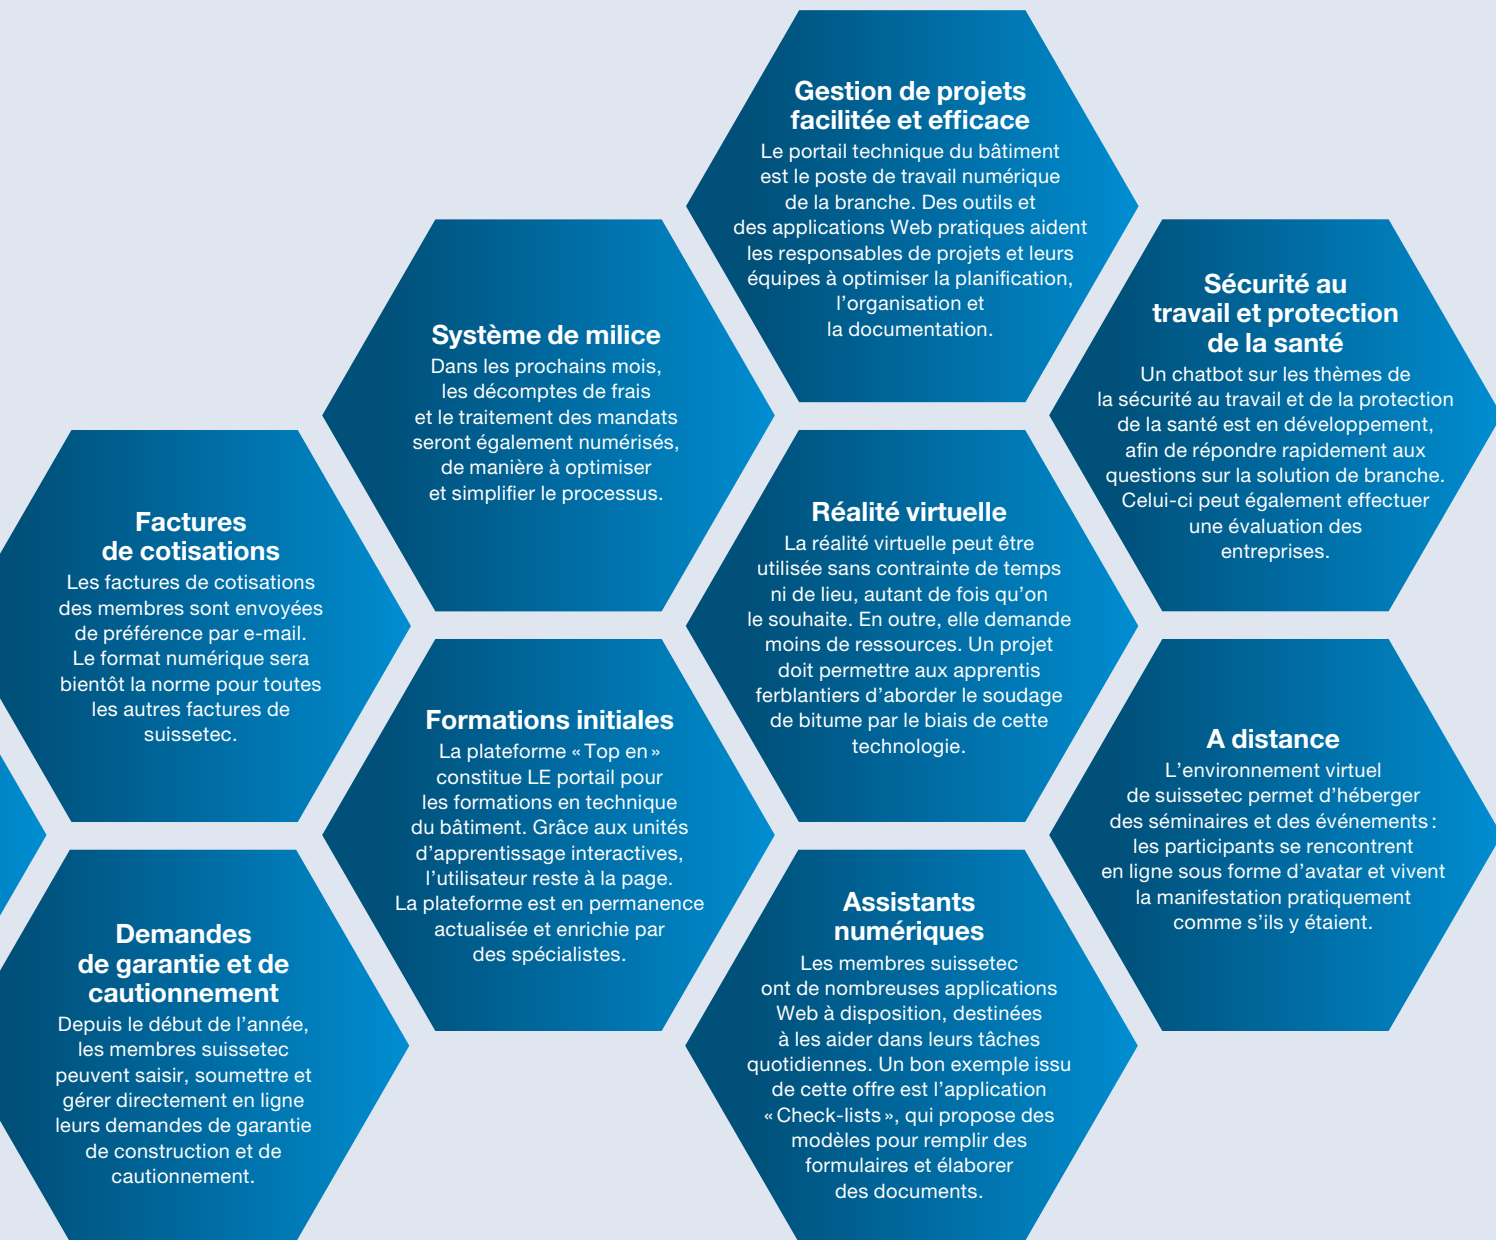 Gestion de projets
facilitée et efficace
Le portail technique du bâtiment
est le poste de travail numérique
de la branche. Des outils et
des applications Web pratiques aident
les responsables de projets et leurs
équipes à optimiser la planification,
l’organisation et
la documentation.
Système de milice
Dans les prochains mois,
les décomptes de frais
et le traitement des mandats
seront également numérisés,
de manière à optimiser
et simplifier le processus.
Sécurité au
travail et protection
de la santé
Un chatbot sur les thèmes de
la sécurité au travail et de la protection
de la santé est en développement,
afin de répondre rapidement aux
questions sur la solution de branche.
Celui-ci peut également effectuer
une évaluation des
entreprises.
Factures
de cotisations
Les factures de cotisations
des membres sont envoyées
de préférence par e-mail.
Le format numérique sera
bientôt la norme pour toutes
les autres factures de
suissetec.
Réalité virtuelle
La réalité virtuelle peut être
utilisée sans contrainte de temps
ni de lieu, autant de fois qu’on
le souhaite. En outre, elle demande
moins de ressources. Un projet
doit permettre aux apprentis
ferblantiers d’aborder le soudage
de bitume par le biais de cette
technologie.
Formations initiales
La plateforme « Top en »
constitue LE portail pour
les formations en technique
du bâtiment. Grâce aux unités
d’apprentissage interactives,
l’utilisateur reste à la page.
La plateforme est en permanence
actualisée et enrichie par
des spécialistes.
A distance
L’environnement virtuel
de suissetec permet d’héberger
des séminaires et des événements :
les participants se rencontrent
en ligne sous forme d’avatar et vivent
la manifestation pratiquement
comme s’ils y étaient.
Demandes
de garantie et de
cautionnement
Depuis le début de l’année,
les membres suissetec
peuvent saisir, soumettre et
gérer directement en ligne
leurs demandes de garantie
de construction et de
cautionnement.
Assistants
numériques
Les membres suissetec
ont de nombreuses applications
Web à disposition, destinées
à les aider dans leurs tâches
quotidiennes. Un bon exemple issu
de cette offre est l’application
« Check-lists », qui propose des
modèles pour remplir des
formulaires et élaborer
des documents.